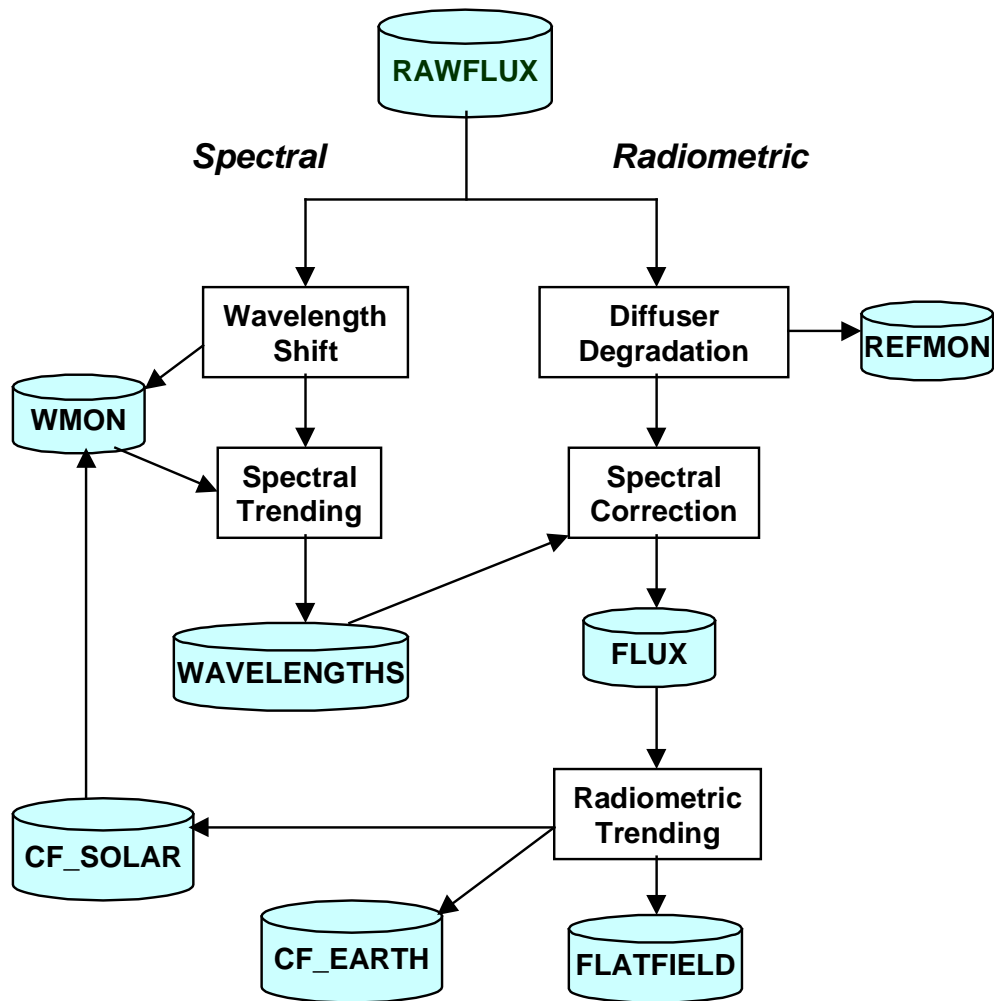 RAWFLUX
Spectral
Radiometric
Wavelength
Shift
Diffuser
Degradation
REFMON
WMON
Spectral
Trending
Spectral
Correction
WAVELENGTHS
FLUX
Radiometric
Trending
CF_SOLAR
CF_EARTH
FLATFIELD